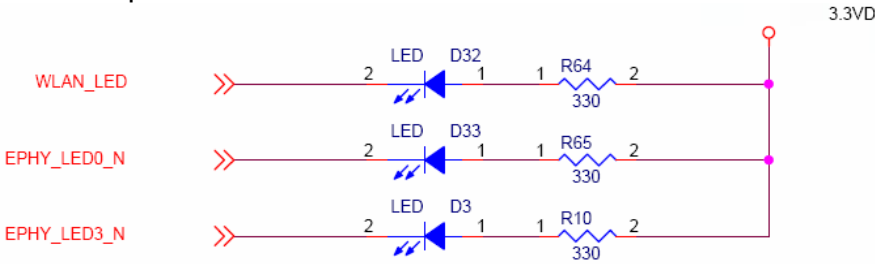 3.3VD
LED D32 R64
WLAN_LED 2 1 1 2
330
LED D33 R65
EPHY_LED0_N 2 1 1 2
330
LED D3 R10
EPHY_LED3_N 2 1 1 2
330